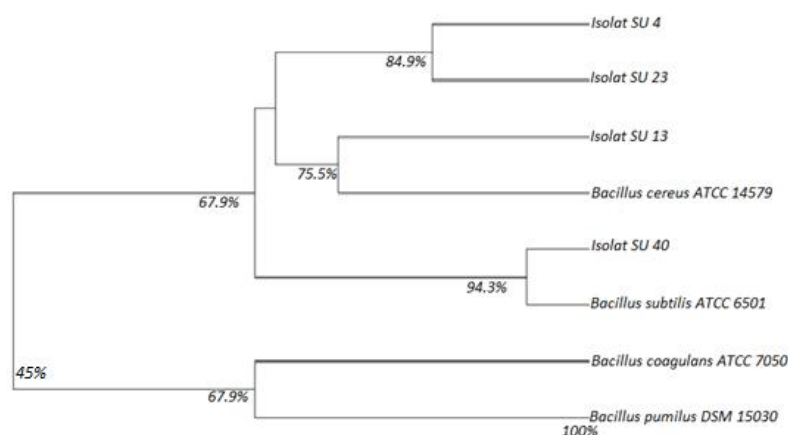 Isolat SU 4
84.9%
Isolat SU 23
Isolat SU 13
75.5%
Bacillus cereus ATCC 14579
67.9%
Isolat SU 40
94.3%
Bacillus subtilis ATCC 6501
Bacillus coagulans ATCC 7050
45%
67.9%
Bacillus pumilus DSM 15030
100%